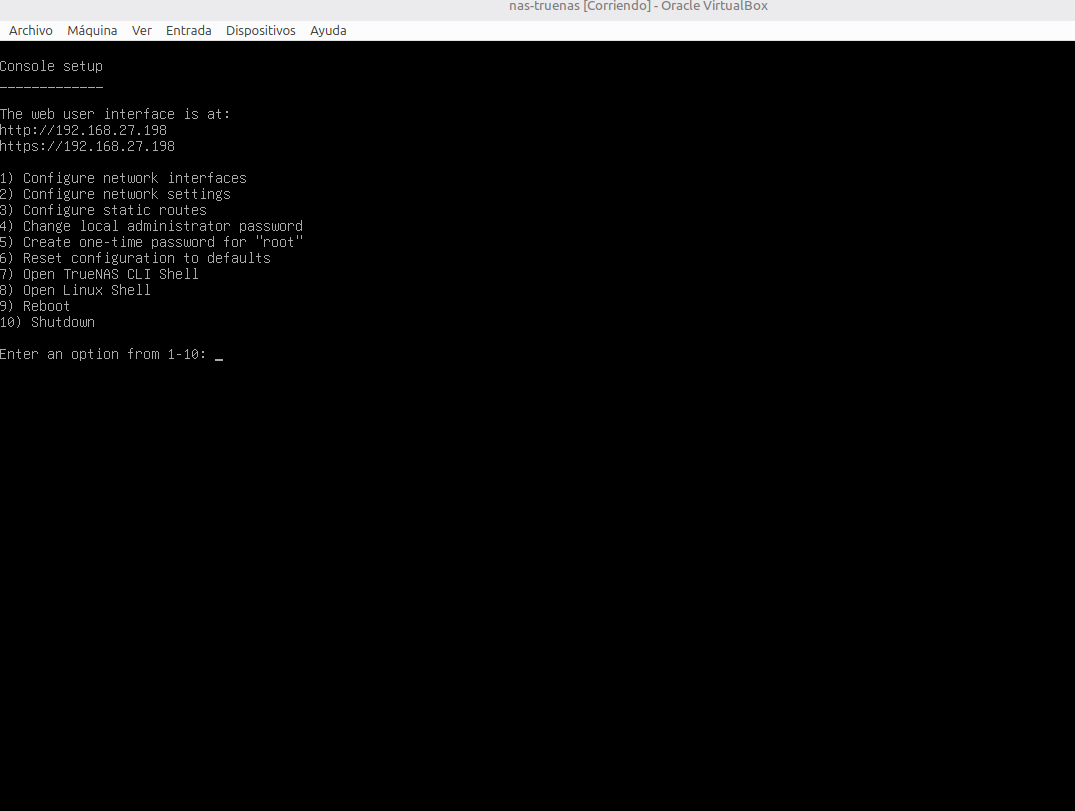 nas-truenas [Corriendo] - Oracle VirtualBox
Archivo Máquina Ver Entrada Dispositivos Ayuda
Console setup
-------------
The web user interface is at:
http://192.168.27.198
https://192.168.27.198
1) Configure network interfaces
2) Configure network settings
3) Configure static routes
4) Change local administrator password
5) Create one-time password for "root"
6) Reset configuration to defaults
7) Open TrueNAS CLI Shell
8) Open Linux Shell
9) Reboot
10) Shutdown
Enter an option from 1-10: _